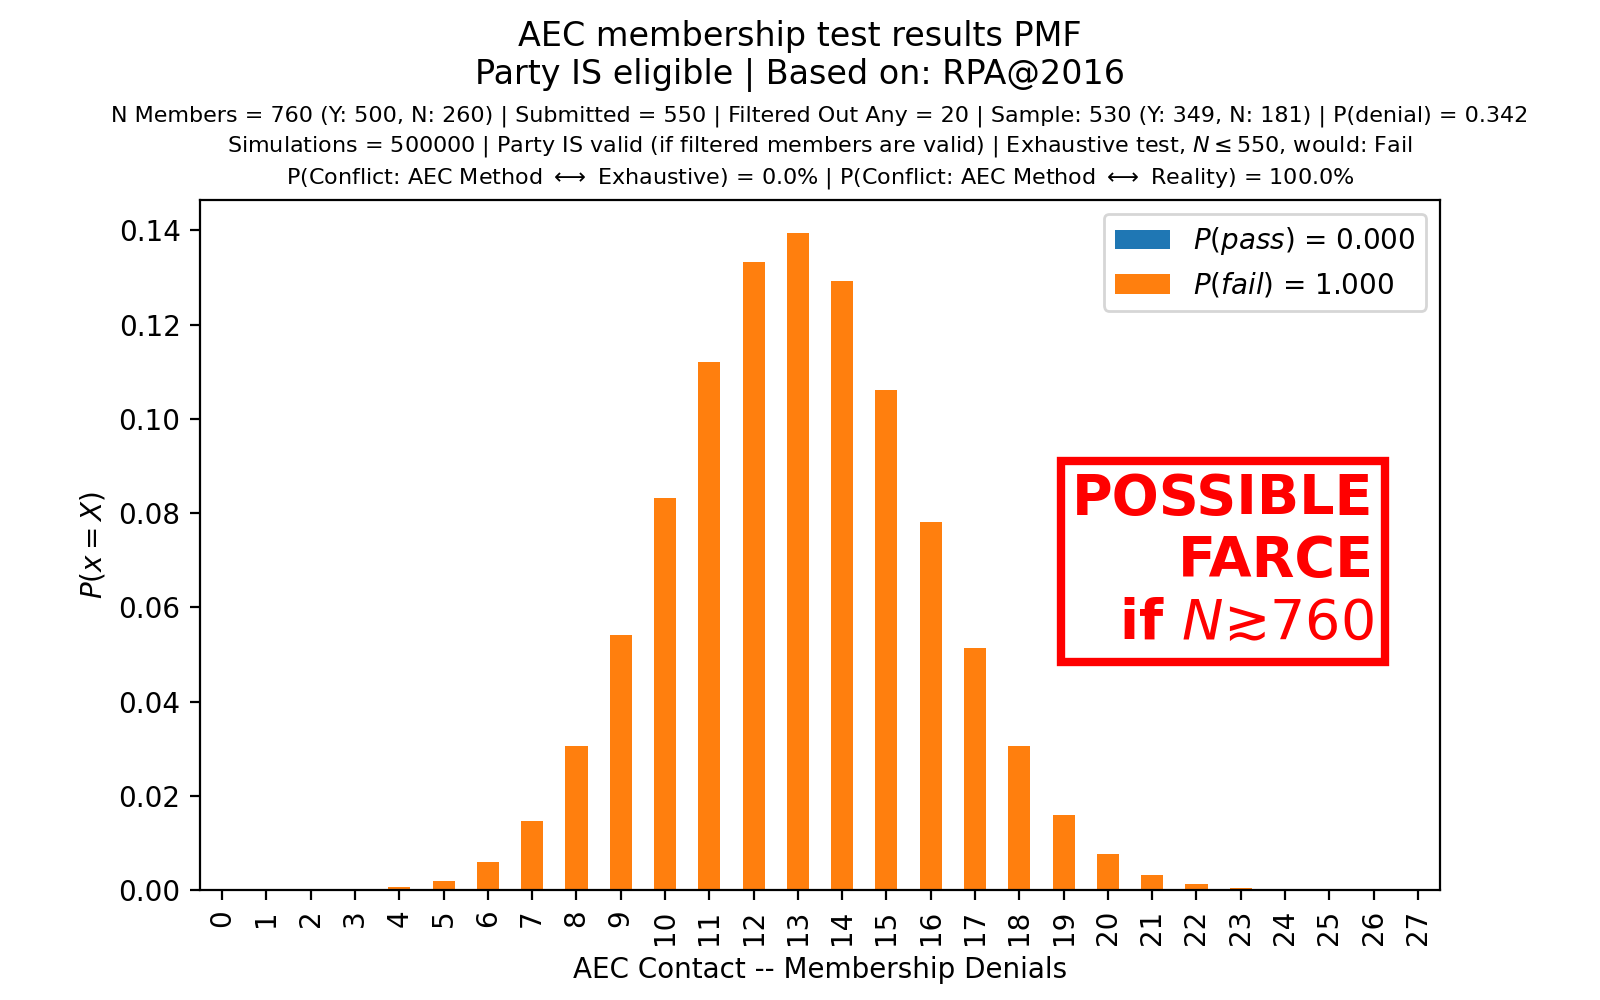 AEC membership test results PMF
Party IS eligible | Based on: RPA@2016
N Members = 760 (Y: 500, N: 260) | Submitted = 550 | Filtered Out Any = 20 | Sample: 530 (Y: 349, N: 181) | P(denial) = 0.342
Simulations = 500000 | Party IS valid (if filtered members are valid) | Exhaustive test, N ≤ 550, would: Fail
P(Conflict: AEC Method ⟷ Exhaustive) = 0.0% | P(Conflict: AEC Method ⟷ Reality) = 100.0%
P(pass) = 0.000
P(fail) = 1.000
0.14
0.12
0.10
0.08
0.06
0.04
0.02
0.00
P(x = X)
POSSIBLE
FARCE
if N≳760
0 1 2 3 4 5 6 7 8 9 10 11 12 13 14 15 16 17 18 19 20 21 22 23 24 25 26 27
AEC Contact -- Membership Denials